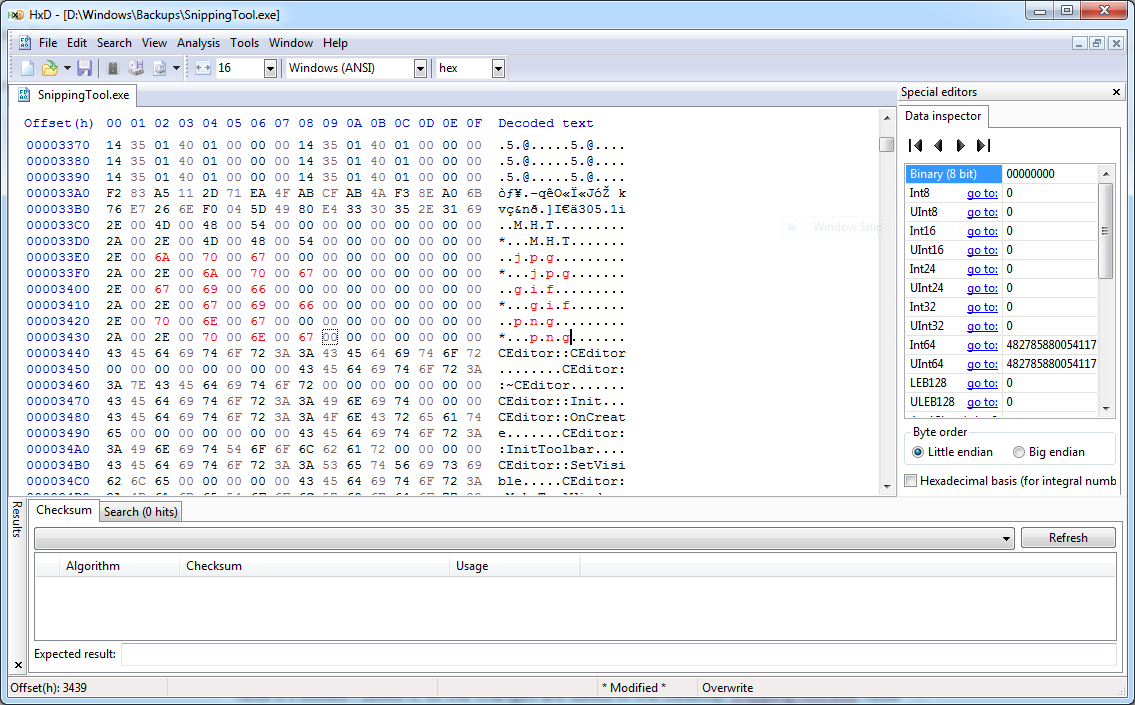 HxD - [D:\Windows\Backups\SnippingTool.exe]
File Edit Search View Analysis Tools Window Help
16 Windows (ANSI) hex
SnippingTool.exe
Offset(h) 00 01 02 03 04 05 06 07 08 09 0A 0B 0C 0D 0E 0F Decoded text
00003370 14 35 01 40 01 00 00 00 14 35 01 40 01 00 00 00 .5.@.....5.@....
00003380 14 35 01 40 01 00 00 00 14 35 01 40 01 00 00 00 .5.@.....5.@....
00003390 14 35 01 40 01 00 00 00 14 35 01 40 01 00 00 00 .5.@.....5.@....
000033A0 F2 83 A5 11 2D 71 EA 4F AB CF AB 4A F3 8E A0 6B òƒ¥.-qêO«Ï«JóŽ k
000033B0 76 E7 26 6E F0 04 5D 49 80 E4 33 30 35 2E 31 69 vç&nð.]I€ä305.1i
000033C0 2E 00 4D 00 48 00 54 00 00 00 00 00 00 00 00 00 ..M.H.T.........
000033D0 2A 00 2E 00 4D 00 48 00 54 00 00 00 00 00 00 00 *...M.H.T.......
000033E0 2E 00 6A 00 70 00 67 00 00 00 00 00 00 00 00 00 ..j.p.g.........
000033F0 2A 00 2E 00 6A 00 70 00 67 00 00 00 00 00 00 00 *...j.p.g.......
00003400 2E 00 67 00 69 00 66 00 00 00 00 00 00 00 00 00 ..g.i.f.........
00003410 2A 00 2E 00 67 00 69 00 66 00 00 00 00 00 00 00 *...g.i.f.......
00003420 2E 00 70 00 6E 00 67 00 00 00 00 00 00 00 00 00 ..p.n.g.........
00003430 2A 00 2E 00 70 00 6E 00 67 00 00 00 00 00 00 00 *...p.n.g.......
00003440 43 45 64 69 74 6F 72 3A 3A 43 45 64 69 74 6F 72 CEditor::CEditor
00003450 00 00 00 00 00 00 00 00 43 45 64 69 74 6F 72 3A ........CEditor:
00003460 3A 7E 43 45 64 69 74 6F 72 00 00 00 00 00 00 00 :~CEditor.......
00003470 43 45 64 69 74 6F 72 3A 3A 49 6E 69 74 00 00 00 CEditor::Init...
00003480 43 45 64 69 74 6F 72 3A 3A 4F 6E 43 72 65 61 74 CEditor::OnCreat
00003490 65 00 00 00 00 00 00 00 43 45 64 69 74 6F 72 3A e.......CEditor:
000034A0 3A 49 6E 69 74 54 6F 6F 6C 62 61 72 00 00 00 00 :InitToolbar....
000034B0 43 45 64 69 74 6F 72 3A 3A 53 65 74 56 69 73 69 CEditor::SetVisi
000034C0 62 6C 65 00 00 00 00 00 43 45 64 69 74 6F 72 3A ble.....CEditor:
Window Snip
Special editors
Data inspector
Binary (8 bit) 00000000
Int8 go to: 0
UInt8 go to: 0
Int16 go to: 0
UInt16 go to: 0
Int24 go to: 0
UInt24 go to: 0
Int32 go to: 0
UInt32 go to: 0
Int64 go to: 482785880054117
UInt64 go to: 482785880054117
LEB128 go to: 0
ULEB128 go to: 0
Byte order
Little endian Big endian
Hexadecimal basis (for integral numb
Results
Checksum Search (0 hits)
Refresh
Algorithm Checksum Usage
Expected result:
Offset(h): 3439 * Modified * Overwrite